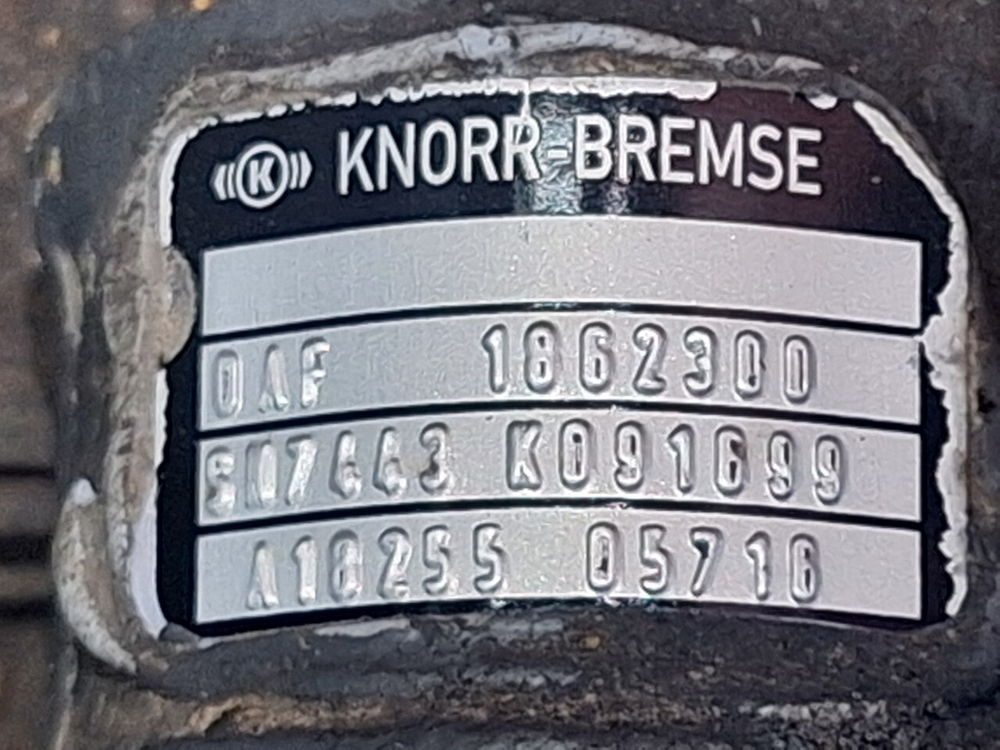 K KNORR-BREMSE
DAF 1862300
SN7443 K091699
A18255 05716